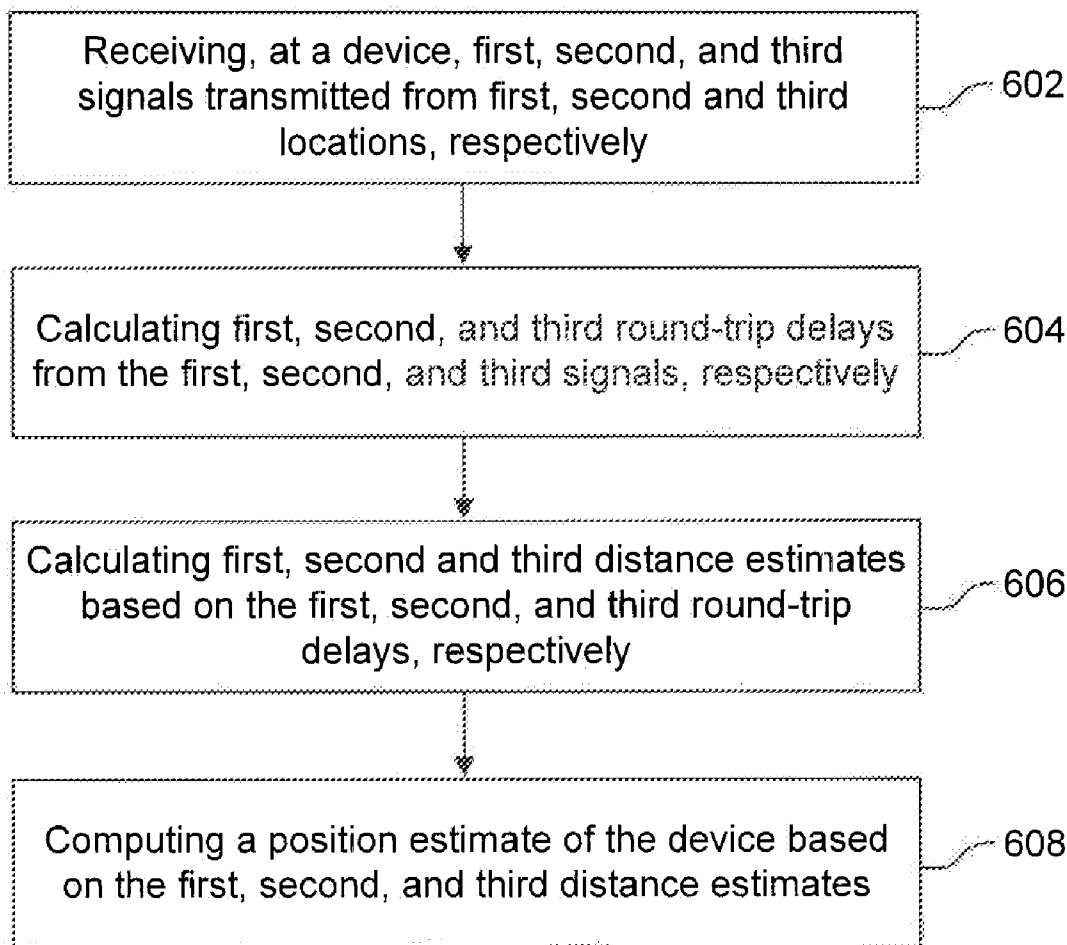 Receiving, at a device, first, second, and third
signals transmitted from first, second and third
locations, respectively
602
Calculating first, second, and third round-trip delays
from the first, second, and third signals, respectively
604
Calculating first, second and third distance estimates
based on the first, second, and third round-trip
delays, respectively
606
Computing a position estimate of the device based
on the first, second, and third distance estimates
608